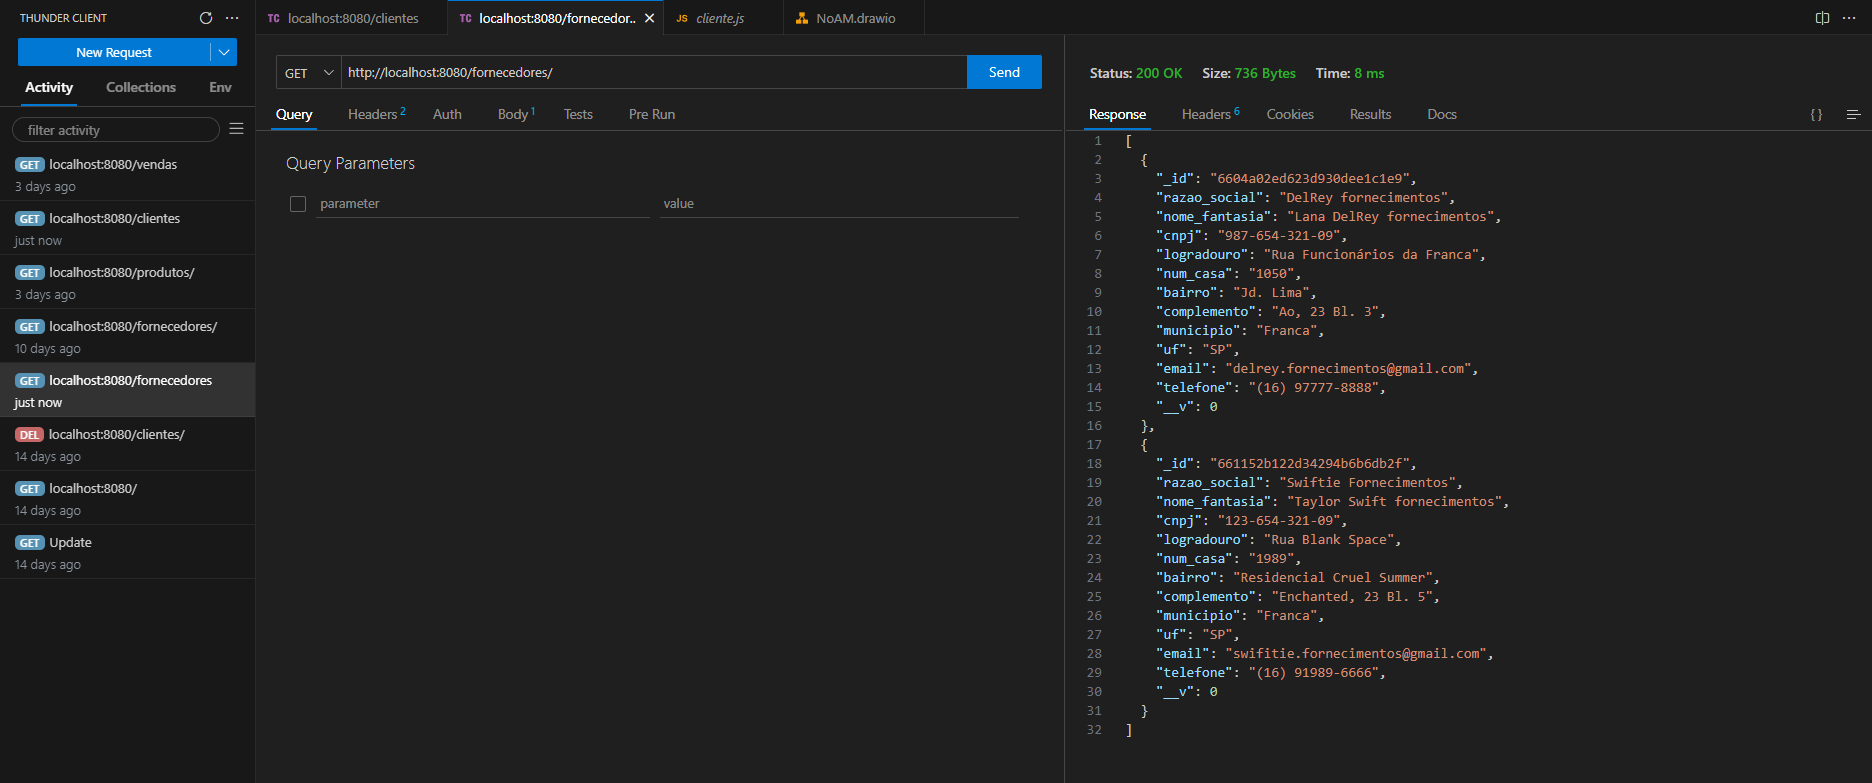 THUNDER CLIENT
New Request
Activity Collections Env
filter activity
GET localhost:8080/vendas
3 days ago
GET localhost:8080/clientes
just now
GET localhost:8080/produtos/
3 days ago
GET localhost:8080/fornecedores/
10 days ago
GET localhost:8080/fornecedores
just now
DEL localhost:8080/clientes/
14 days ago
GET localhost:8080/
14 days ago
GET Update
14 days ago
TC localhost:8080/clientes
TC localhost:8080/fornecedor..
JS cliente.js
NoAM.drawio
GET http://localhost:8080/fornecedores/ Send
Query Headers 2 Auth Body 1 Tests Pre Run
Query Parameters
parameter value
Status: 200 OK Size: 736 Bytes Time: 8 ms
Response Headers 6 Cookies Results Docs { }
1 [
2 {
3 "_id": "6604a02ed623d930dee1c1e9",
4 "razao_social": "DelRey fornecimentos",
5 "nome_fantasia": "Lana DelRey fornecimentos",
6 "cnpj": "987-654-321-09",
7 "logradouro": "Rua Funcionários da Franca",
8 "num_casa": "1050",
9 "bairro": "Jd. Lima",
10 "complemento": "Ao, 23 Bl. 3",
11 "municipio": "Franca",
12 "uf": "SP",
13 "email": "delrey.fornecimentos@gmail.com",
14 "telefone": "(16) 97777-8888",
15 "__v": 0
16 },
17 {
18 "_id": "661152b122d34294b6b6db2f",
19 "razao_social": "Swiftie Fornecimentos",
20 "nome_fantasia": "Taylor Swift fornecimentos",
21 "cnpj": "123-654-321-09",
22 "logradouro": "Rua Blank Space",
23 "num_casa": "1989",
24 "bairro": "Residencial Cruel Summer",
25 "complemento": "Enchanted, 23 Bl. 5",
26 "municipio": "Franca",
27 "uf": "SP",
28 "email": "swifitie.fornecimentos@gmail.com",
29 "telefone": "(16) 91989-6666",
30 "__v": 0
31 }
32 ]